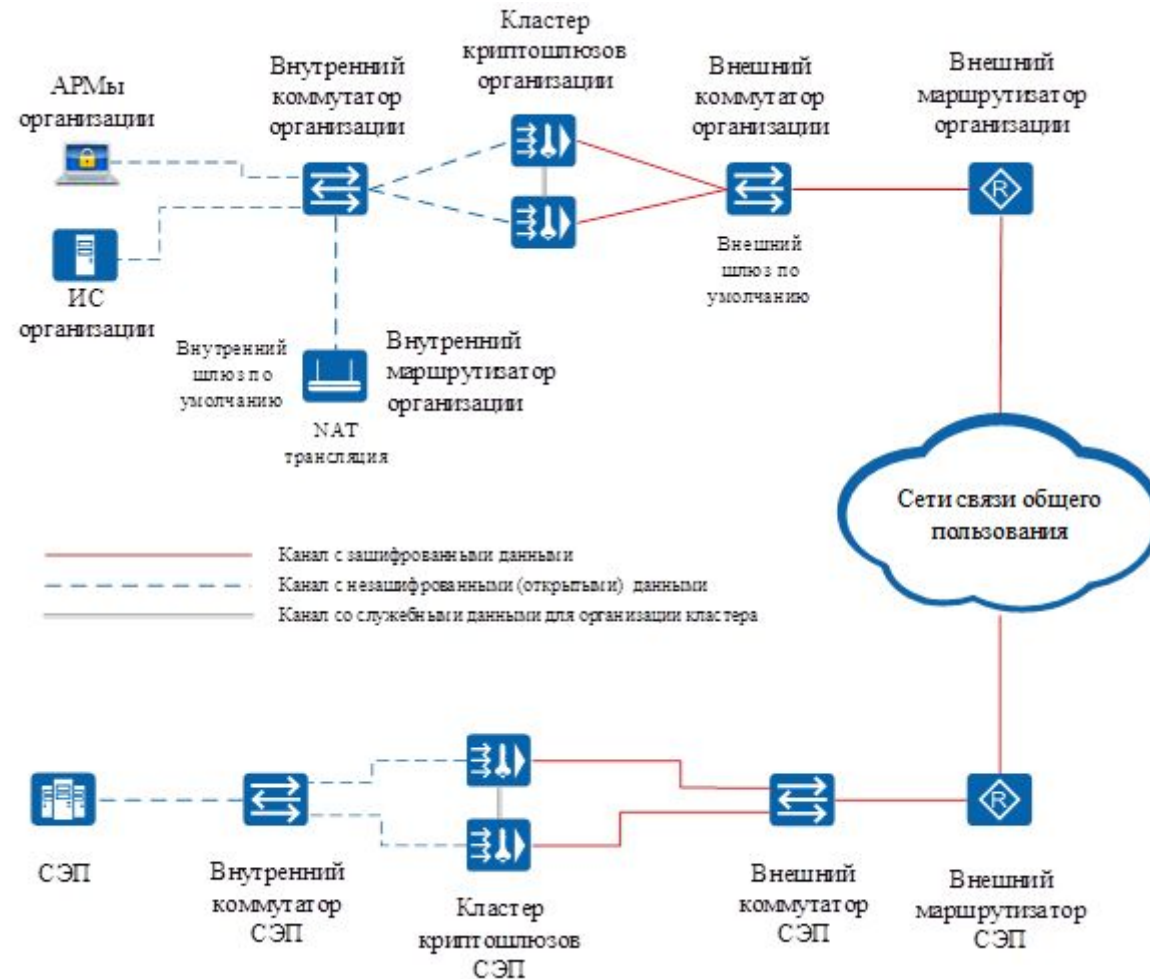 Кластер
криптошлюзов
организации
Внутренний
коммутатор
организации
Внешний
коммутатор
организации
Внешний
маршрутизатор
организации
АРМы
организации
ИС
организации
Внутренний
шлюз по
умолчанию
Внутренний
маршрутизатор
организации
NAT
трансляция
Внешний
шлюз по
умолчанию
R
Сети связи общего
пользования
Канал с зашифрованными данными
Канал с незашифрованными (открытыми) данными
Канал со служебными данными для организации кластера
R
СЭП
Внутренний
коммутатор
СЭП
Кластер
криптошлюзов
СЭП
Внешний
коммутатор
СЭП
Внешний
маршрутизатор
СЭП